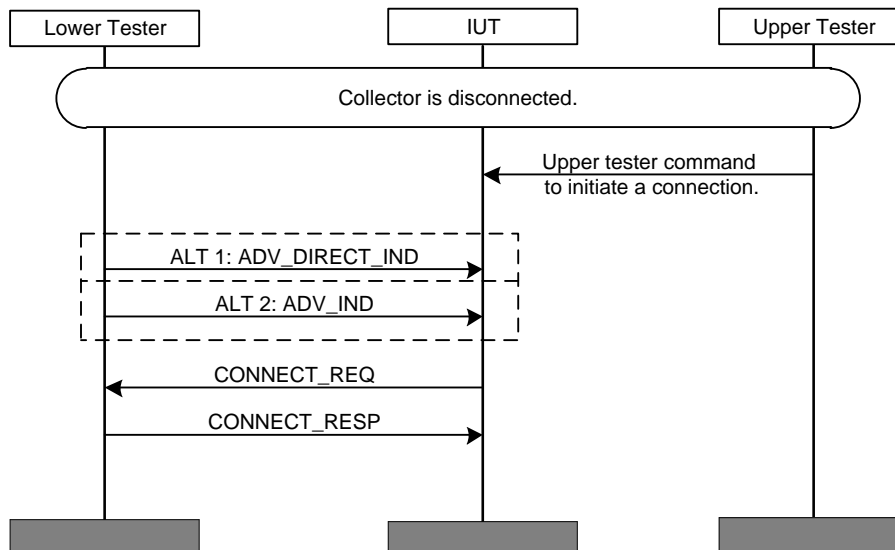 Lower Tester
IUT
Upper Tester
Collector is disconnected.
Upper tester command
to initiate a connection.
ALT 1: ADV_DIRECT_IND
ALT 2: ADV_IND
CONNECT_REQ
CONNECT_RESP